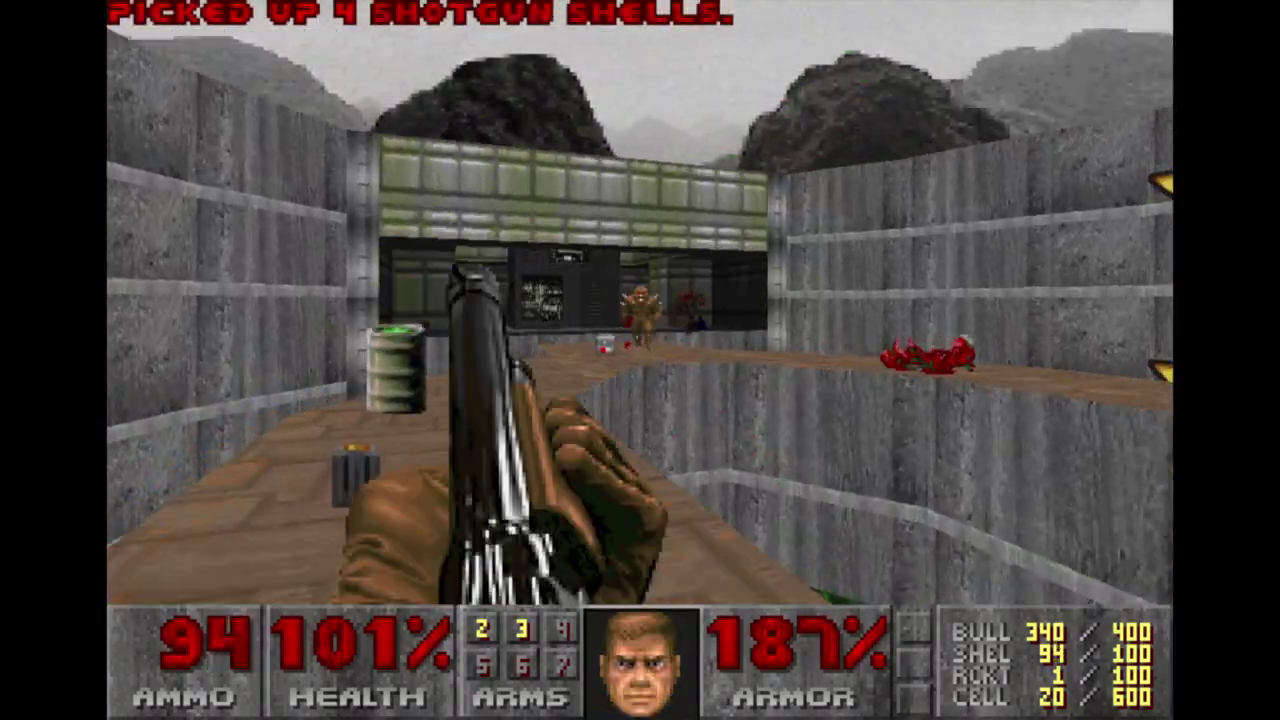 PICKED UP 4 SHOTGUN SHELLS.
94 101% 2 3 4 187% BULL 340 / 400
5 6 7 SHEL 94 / 100
RCKT 1 / 100
AMMO HEALTH ARMS ARMOR CELL 20 / 600